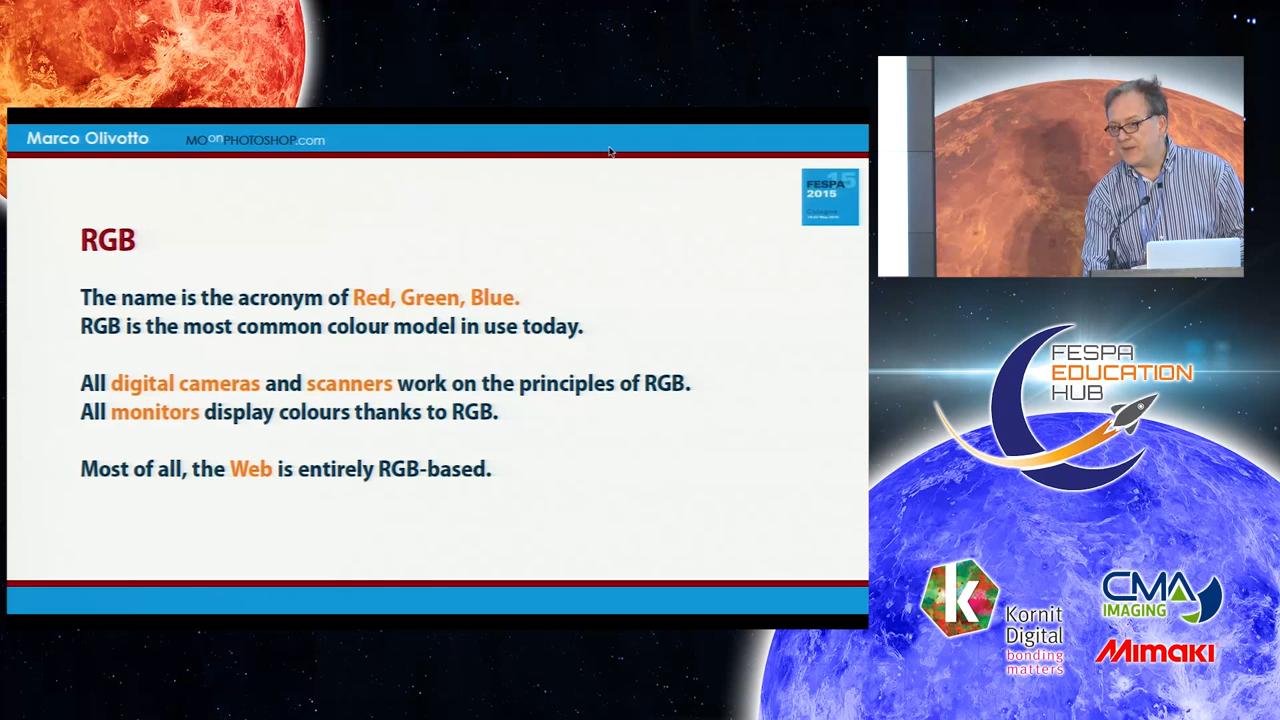 Marco Olivotto
MOonPHOTOSHOP.com
FESPA 15
2015
RGB
The name is the acronym of Red, Green, Blue.
RGB is the most common colour model in use today.
All digital cameras and scanners work on the principles of RGB.
All monitors display colours thanks to RGB.
Most of all, the Web is entirely RGB-based.
FESPA
EDUCATION
HUB
k
Kornit
Digital
bonding
matters
CMA
IMAGING
Mimaki